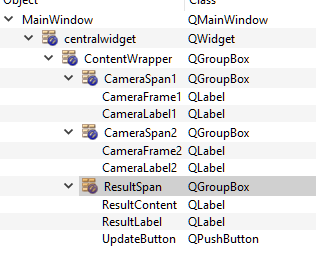 Object Class
MainWindow QMainWindow
centralwidget QWidget
ContentWrapper QGroupBox
CameraSpan1 QGroupBox
CameraFrame1 QLabel
CameraLabel1 QLabel
CameraSpan2 QGroupBox
CameraFrame2 QLabel
CameraLabel2 QLabel
ResultSpan QGroupBox
ResultContent QLabel
ResultLabel QLabel
UpdateButton QPushButton